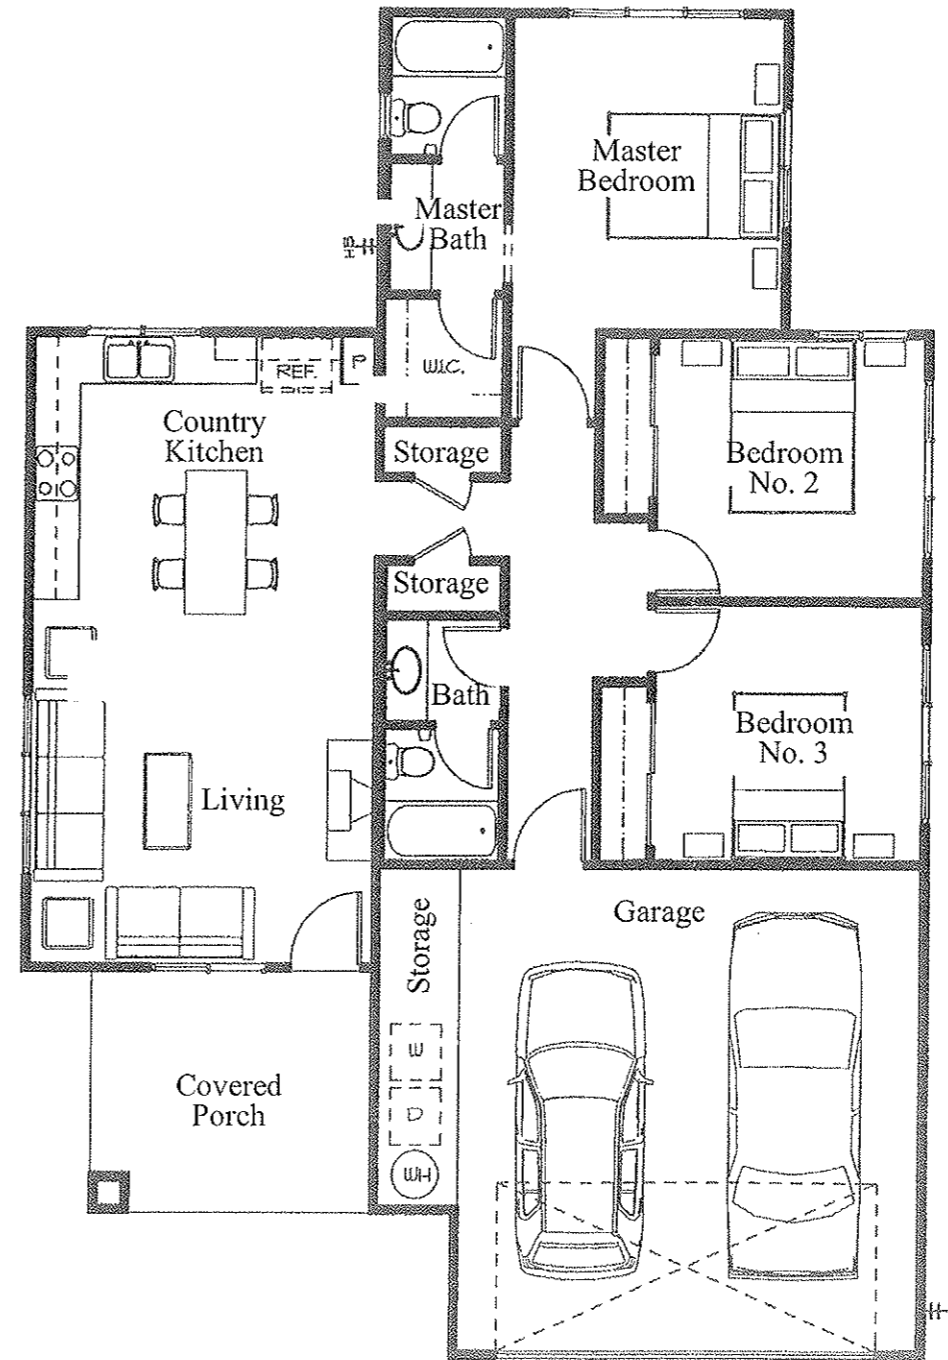 Master
Bedroom
Master
Bath
HB
REF.
P
W.I.C.
Country
Kitchen
Storage
Bedroom
No. 2
Storage
Bath
Bedroom
No. 3
Living
Storage
Garage
W
D
WH
Covered
Porch